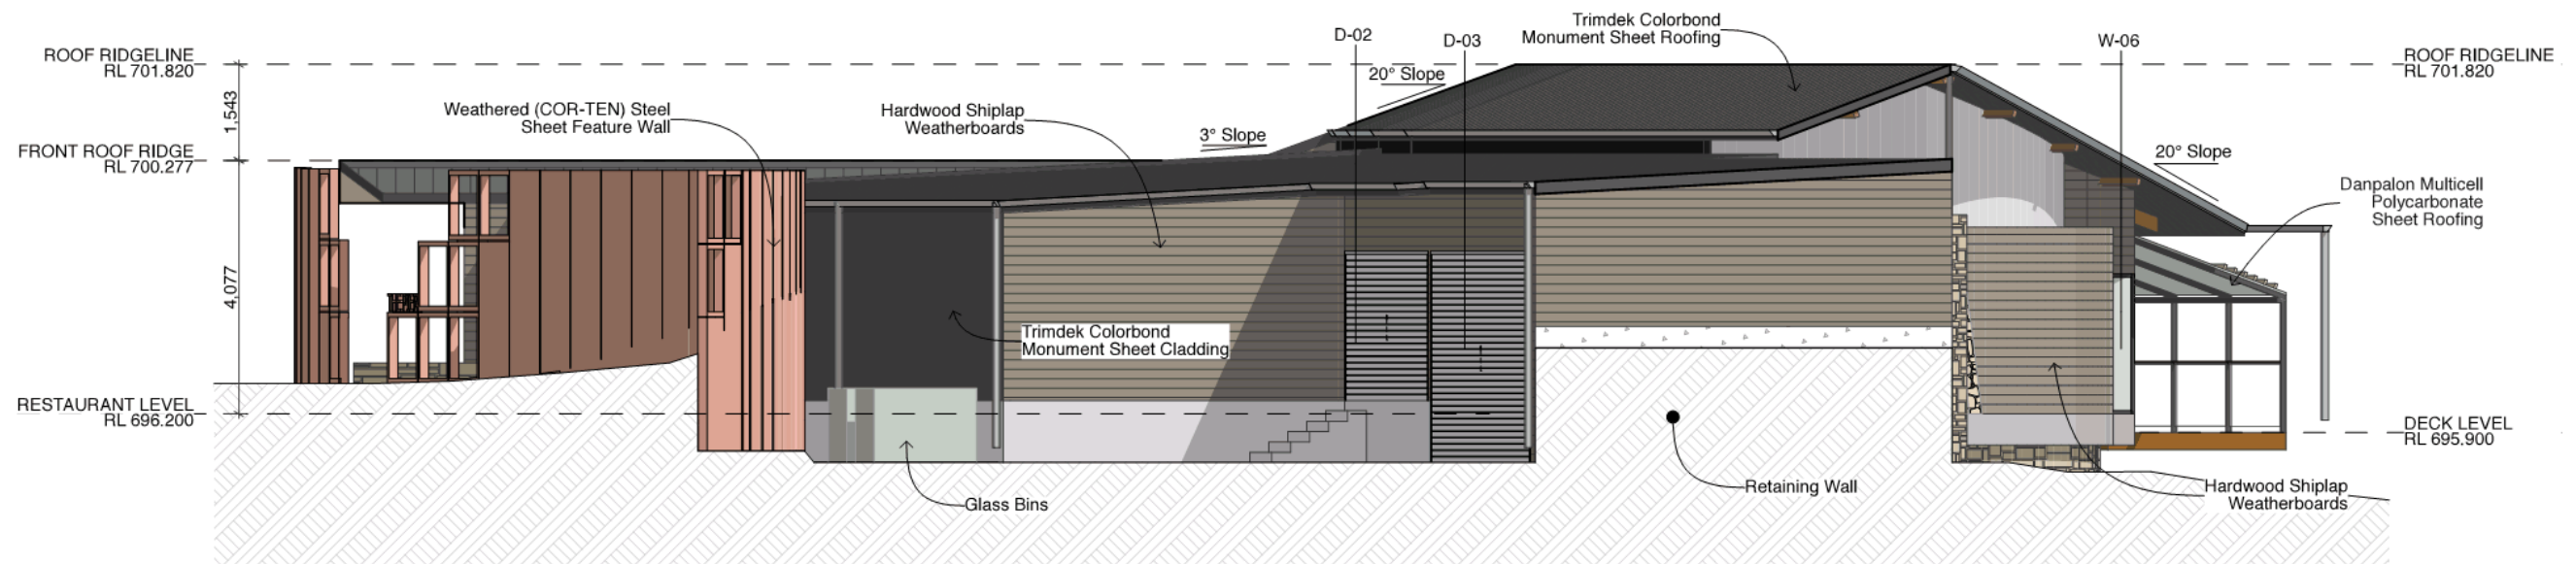 Trimdek Colorbond
Monument Sheet Roofing
D-02
D-03
W-06
ROOF RIDGELINE
RL 701.820
ROOF RIDGELINE
RL 701.820
20° Slope
1,543
Weathered (COR-TEN) Steel
Sheet Feature Wall
Hardwood Shiplap
Weatherboards
3° Slope
FRONT ROOF RIDGE
RL 700.277
20° Slope
Danpalon Multicell
Polycarbonate
Sheet Roofing
4,077
Trimdek Colorbond
Monument Sheet Cladding
RESTAURANT LEVEL
RL 696.200
DECK LEVEL
RL 695.900
Glass Bins
Retaining Wall
Hardwood Shiplap
Weatherboards